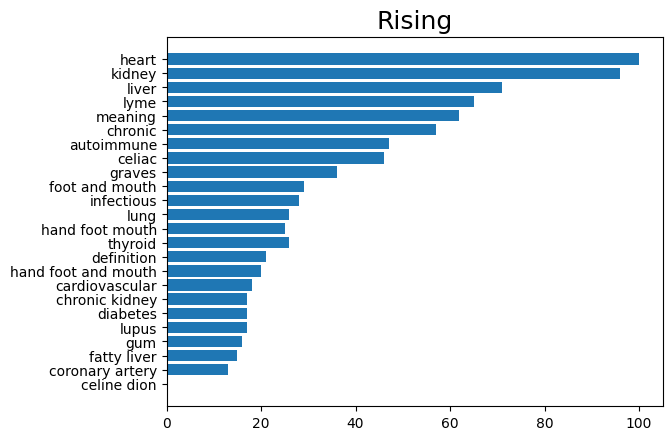 Rising
heart
kidney
liver
lyme
meaning
chronic
autoimmune
celiac
graves
foot and mouth
infectious
lung
hand foot mouth
thyroid
definition
hand foot and mouth
cardiovascular
chronic kidney
diabetes
lupus
gum
fatty liver
coronary artery
celine dion
0 20 40 60 80 100